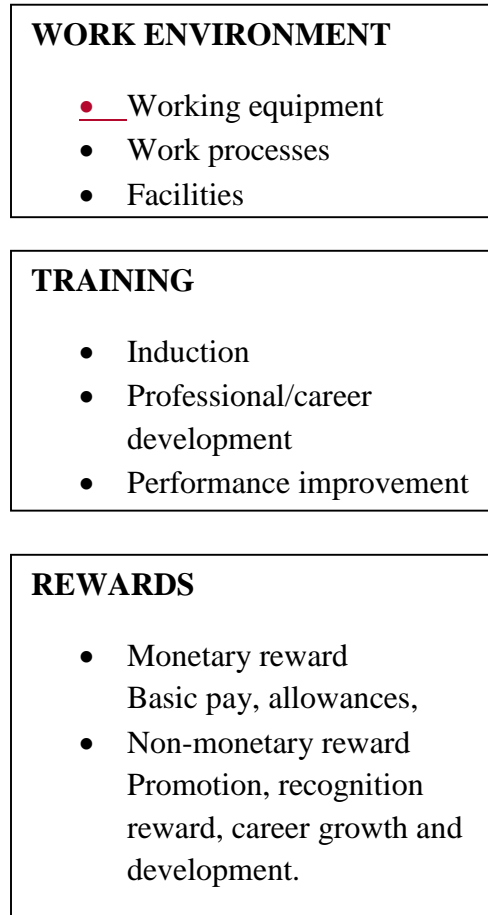 WORK ENVIRONMENT
• Working equipment
• Work processes
• Facilities
TRAINING
• Induction
• Professional/career
development
• Performance improvement
REWARDS
• Monetary reward
Basic pay, allowances,
• Non-monetary reward
Promotion, recognition
reward, career growth and
development.